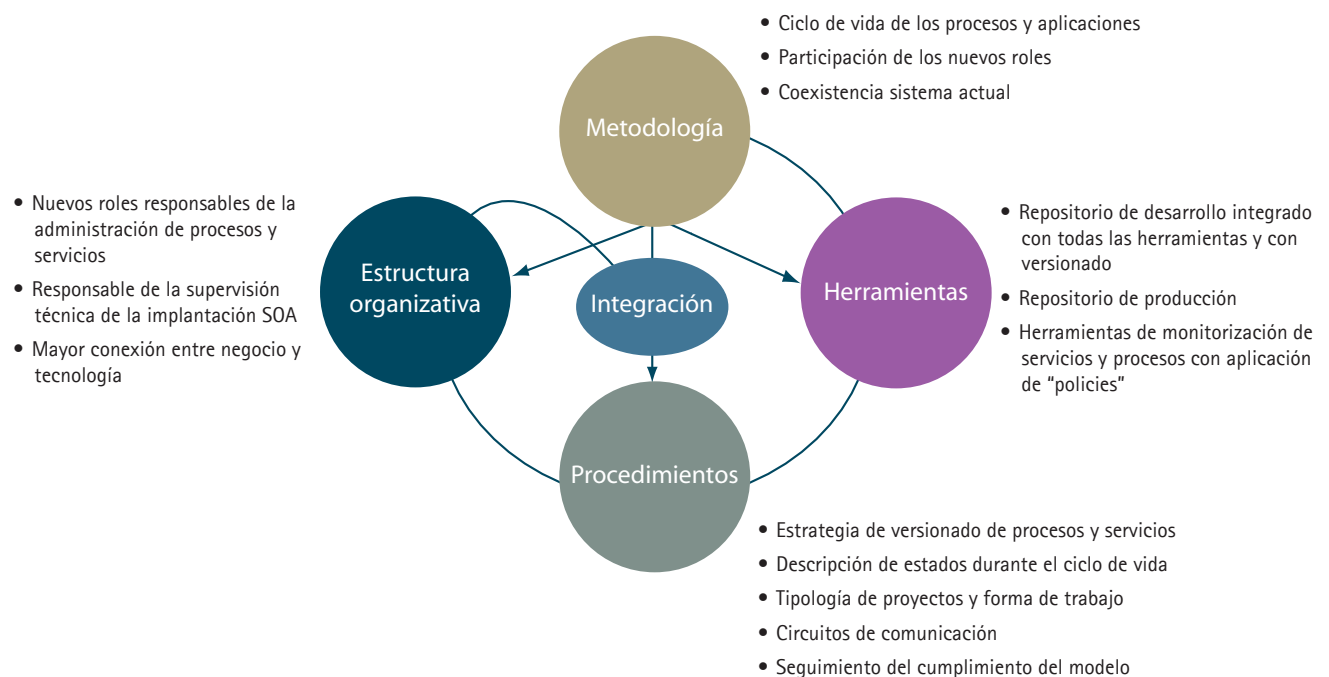 • Ciclo de vida de los procesos y aplicaciones
• Participación de los nuevos roles
• Coexistencia sistema actual
Metodología
• Nuevos roles responsables de la
administración de procesos y
servicios
• Responsable de la supervisión
técnica de la implantación SOA
• Mayor conexión entre negocio y
tecnología
Estructura
organizativa
Integración
Herramientas
• Repositorio de desarrollo integrado
con todas las herramientas y con
versionado
• Repositorio de producción
• Herramientas de monitorización de
servicios y procesos con aplicación
de "policies"
Procedimientos
• Estrategia de versionado de procesos y servicios
• Descripción de estados durante el ciclo de vida
• Tipología de proyectos y forma de trabajo
• Circuitos de comunicación
• Seguimiento del cumplimiento del modelo